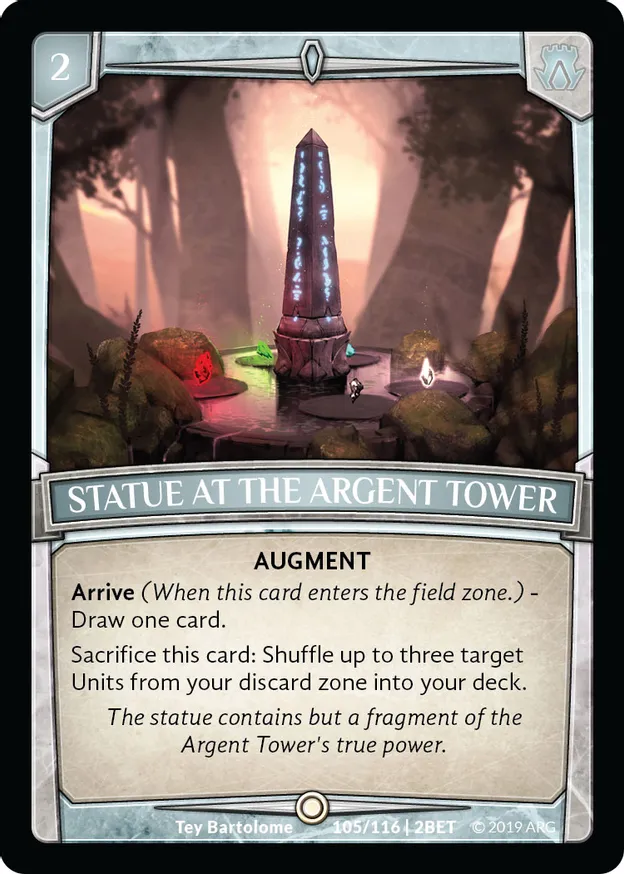 2
STATUE AT THE ARGENT TOWER
AUGMENT
Arrive (When this card enters the field zone.) -
Draw one card.
Sacrifice this card: Shuffle up to three target
Units from your discard zone into your deck.
The statue contains but a fragment of the
Argent Tower's true power.
Tey Bartolome 105/116 | 2BET © 2019 ARG